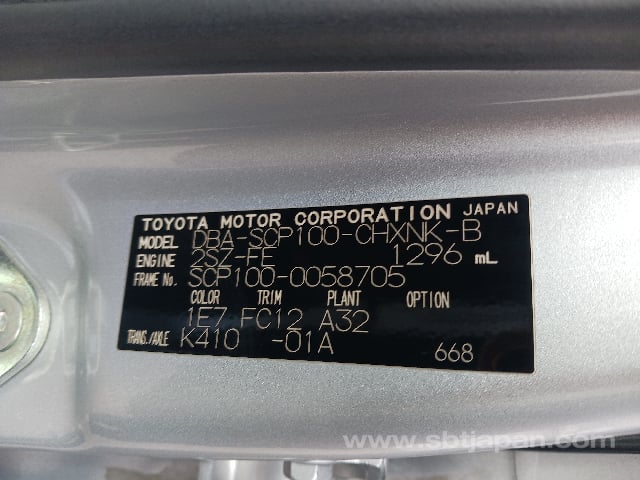 TOYOTA MOTOR CORPORATION JAPAN
MODEL DBA-SCP100-CHXNK-B
ENGINE 2SZ-FE 1296 mL
FRAME No. SCP100-0058705
COLOR TRIM PLANT OPTION
1E7 FC12 A32
TRANS./AXLE K410 -01A
668
www.sbtjapan.com